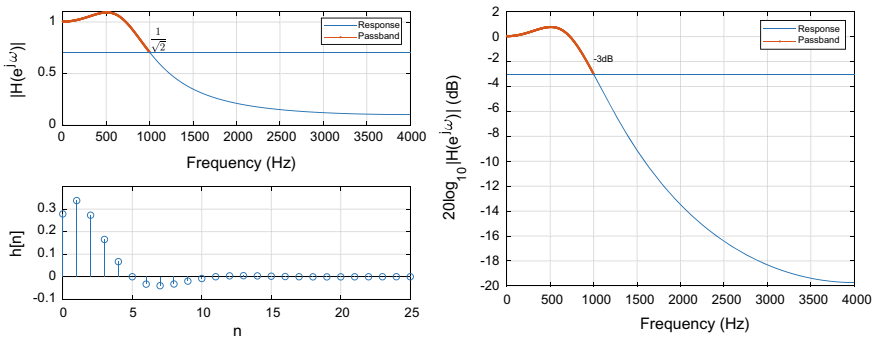 |H(e^{jω})|
1
0.5
0
1/√2
Response
Passband
0 500 1000 1500 2000 2500 3000 3500 4000
Frequency (Hz)
h[n]
0.3
0.2
0.1
0
-0.1
0 5 10 15 20 25
n
20log₁₀|H(e^{jω})| (dB)
2
0
-2
-4
-6
-8
-10
-12
-14
-16
-18
-20
-3dB
Response
Passband
0 500 1000 1500 2000 2500 3000 3500 4000
Frequency (Hz)